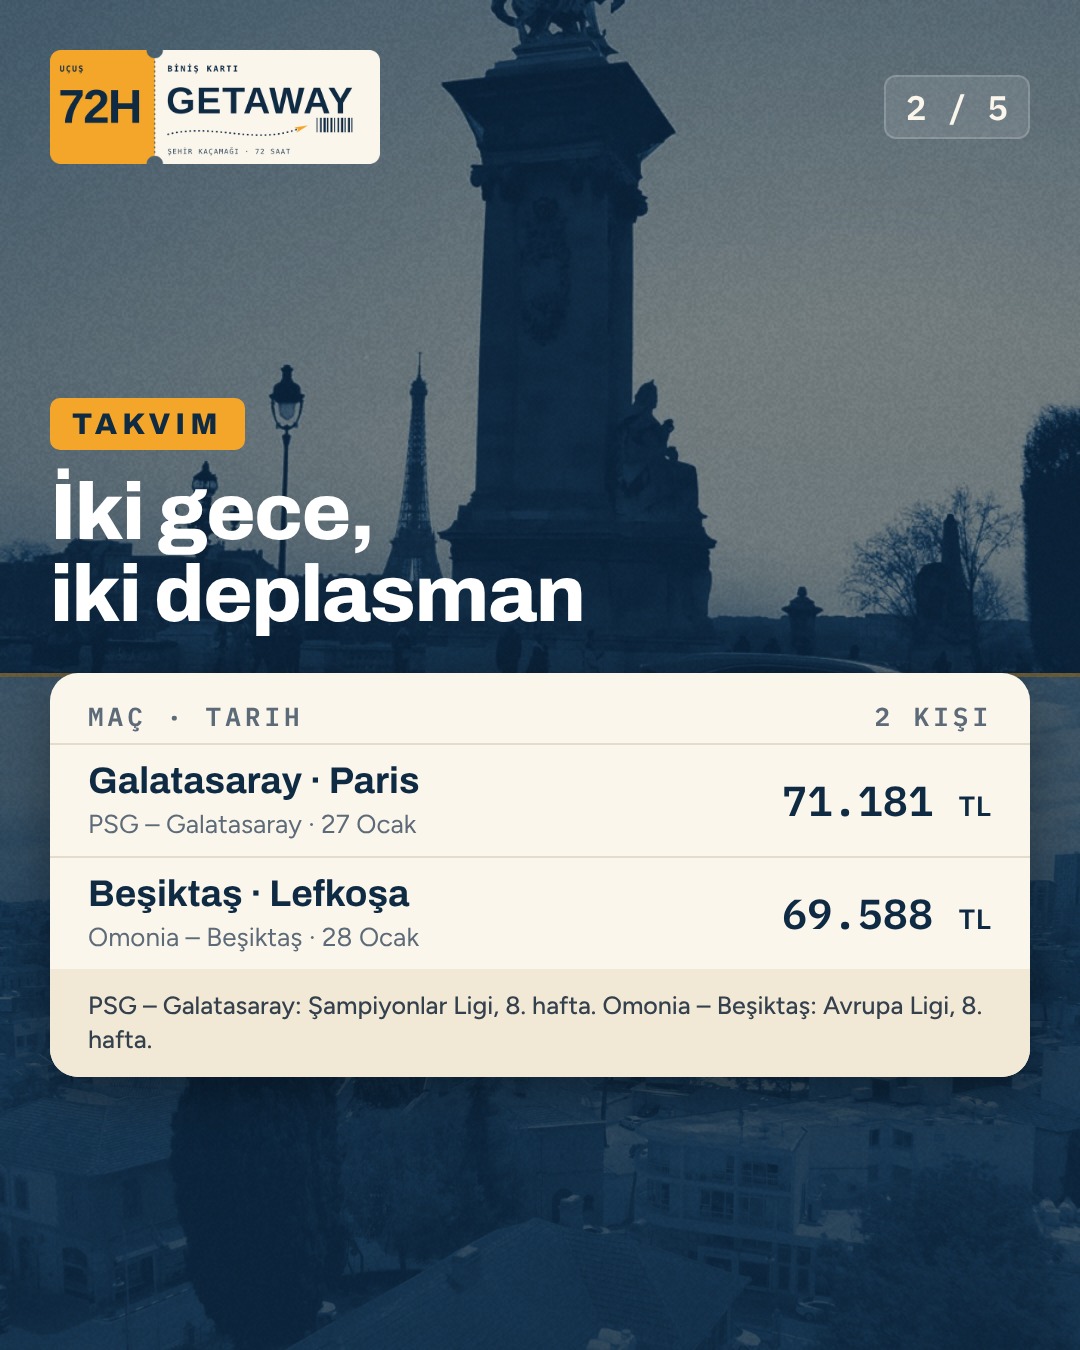 UÇUŞ
72H
BİNİŞ KARTI
GETAWAY
ŞEHİR KAÇAMAĞI · 72 SAAT
2 / 5
TAKVIM
İki gece,
iki deplasman
MAÇ · TARIH
2 KIŞI
Galatasaray · Paris
PSG – Galatasaray · 27 Ocak
71.181 TL
Beşiktaş · Lefkoşa
Omonia – Beşiktaş · 28 Ocak
69.588 TL
PSG – Galatasaray: Şampiyonlar Ligi, 8. hafta. Omonia – Beşiktaş: Avrupa Ligi, 8.
hafta.